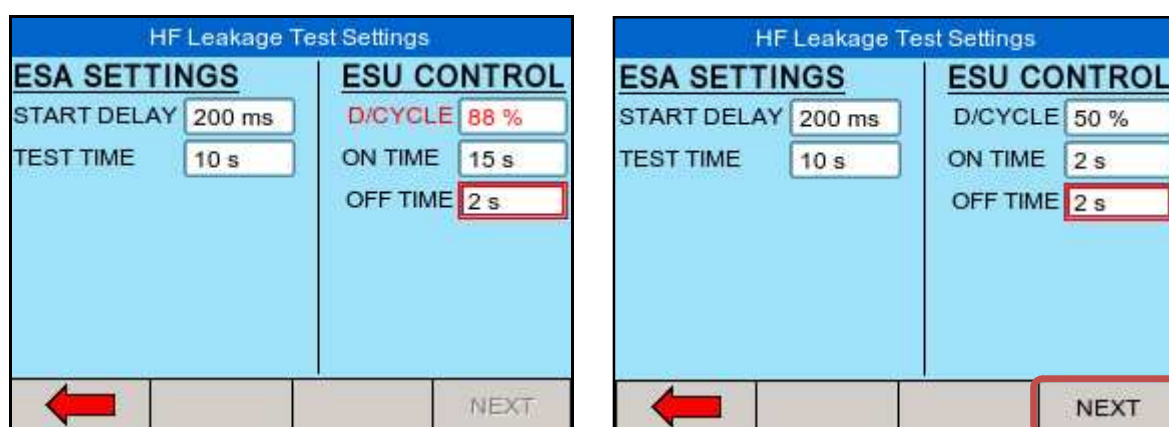 HF Leakage Test Settings
ESA SETTINGS
START DELAY 200 ms
TEST TIME 10 s
ESU CONTROL
D/CYCLE 88 %
ON TIME 15 s
OFF TIME 2 s
NEXT
HF Leakage Test Settings
ESA SETTINGS
START DELAY 200 ms
TEST TIME 10 s
ESU CONTROL
D/CYCLE 50 %
ON TIME 2 s
OFF TIME 2 s
NEXT